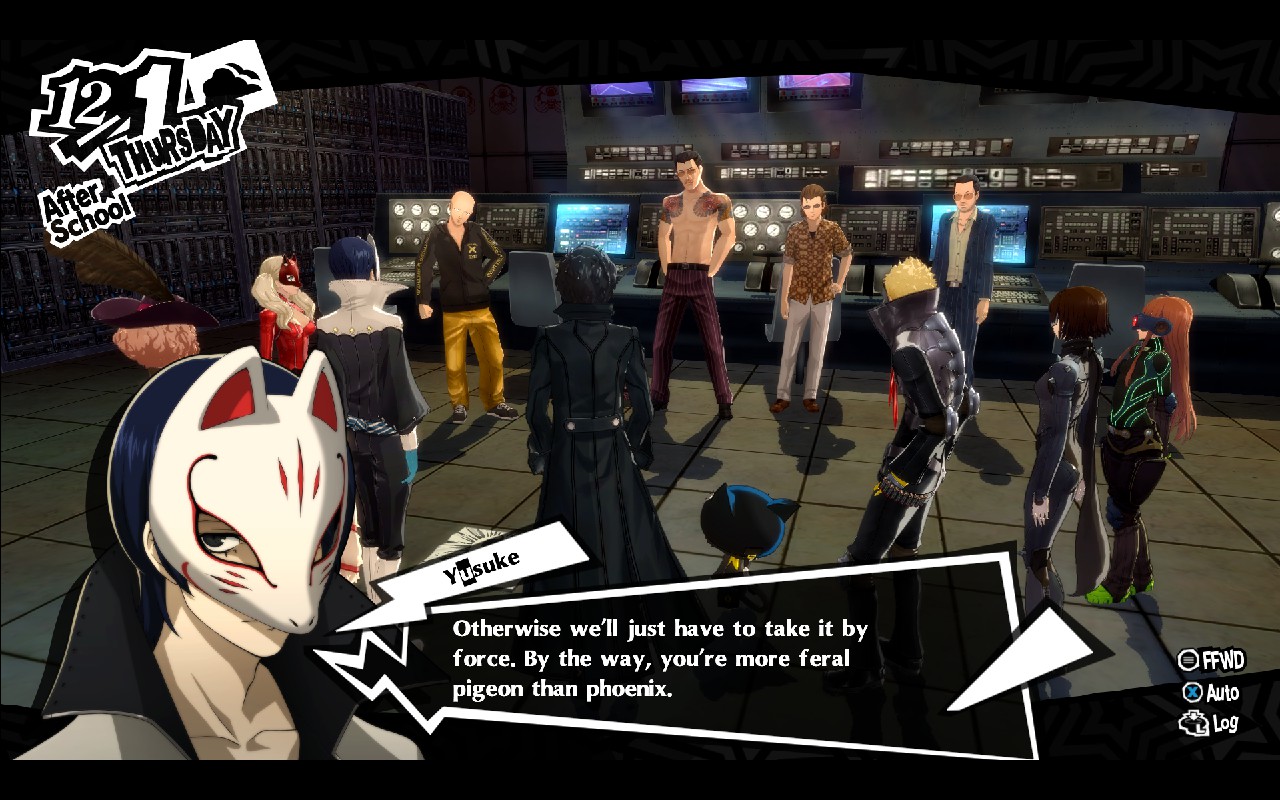 12/1
THURSDAY
After
School
Yusuke
Otherwise we'll just have to take it by
force. By the way, you're more feral
pigeon than phoenix.
FFWD
Auto
Log